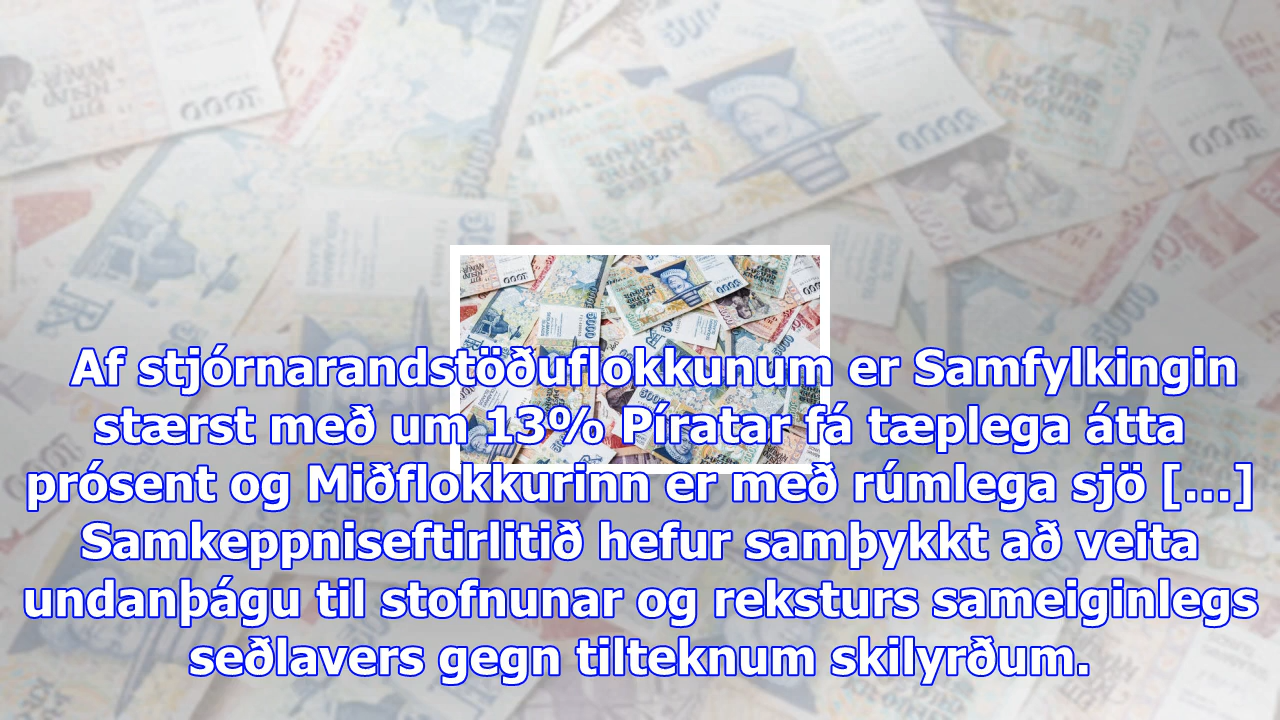 Af stjórnarandstöðuflokkunum er Samfylkingin
stærst með um 13% Píratar fá tæplega átta
prósent og Miðflokkurinn er með rúmlega sjö [...]
Samkeppniseftirlitið hefur samþykkt að veita
undanþágu til stofnunar og reksturs sameiginlegs
seðlavers gegn tilteknum skilyrðum.